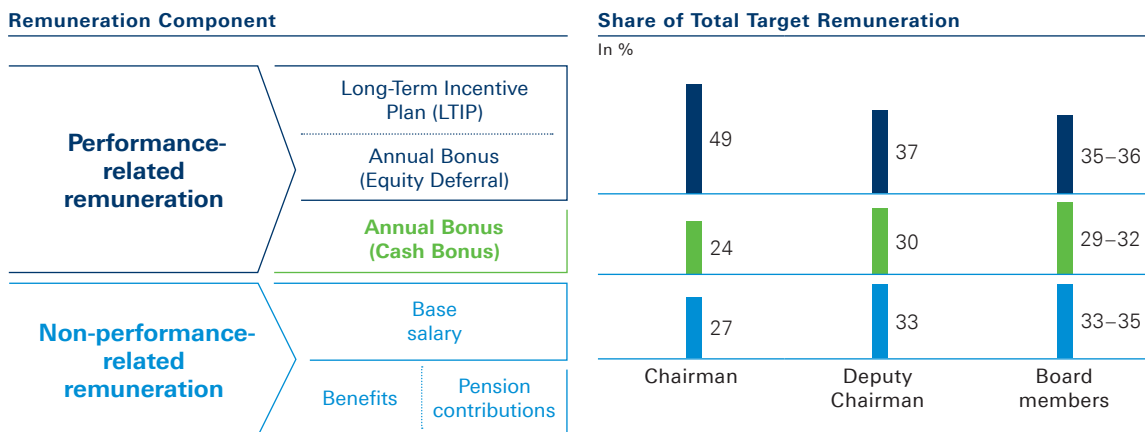 Remuneration Component
Performance-
related
remuneration
Long-Term Incentive
Plan (LTIP)
Annual Bonus
(Equity Deferral)
Annual Bonus
(Cash Bonus)
Non-performance-
related
remuneration
Base
salary
Benefits
Pension
contributions
Share of Total Target Remuneration
In %
49
37
35–36
24
30
29–32
27
33
33–35
Chairman
Deputy
Chairman
Board
members